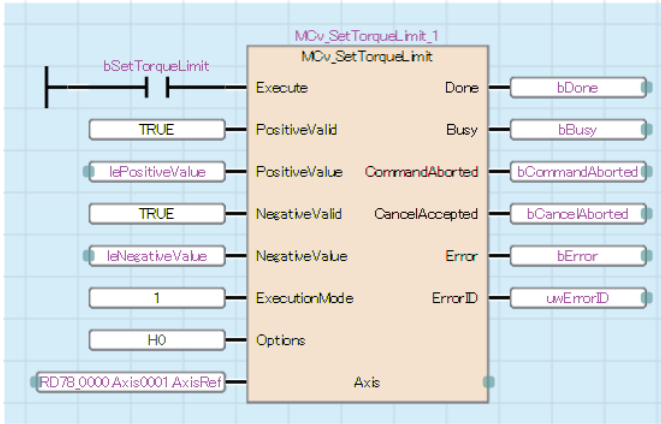 MCv_SetTorqueLimit_1
MCv_SetTorqueLimit
bSetTorqueLimit
Execute Done bDone
TRUE PositiveValid Busy bBusy
lePositiveValue PositiveValue CommandAborted bCommandAborted
TRUE NegativeValid CancelAccepted bCancelAborted
leNegativeValue NegativeValue Error bError
1 ExecutionMode ErrorID uwErrorID
H0 Options
RD78_0000.Axis0001.AxisRef Axis